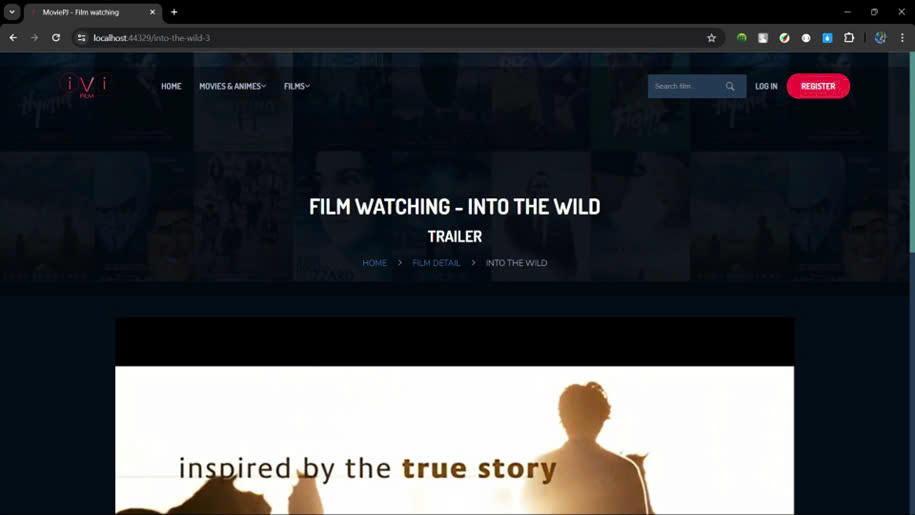 MoviePJ - Film watching
localhost:44329/into-the-wild-3
iVi
FILM
HOME
MOVIES & ANIMES
FILMS
Search film...
LOG IN
REGISTER
FILM WATCHING - INTO THE WILD
TRAILER
HOME > FILM DETAIL > INTO THE WILD
inspired by the true story